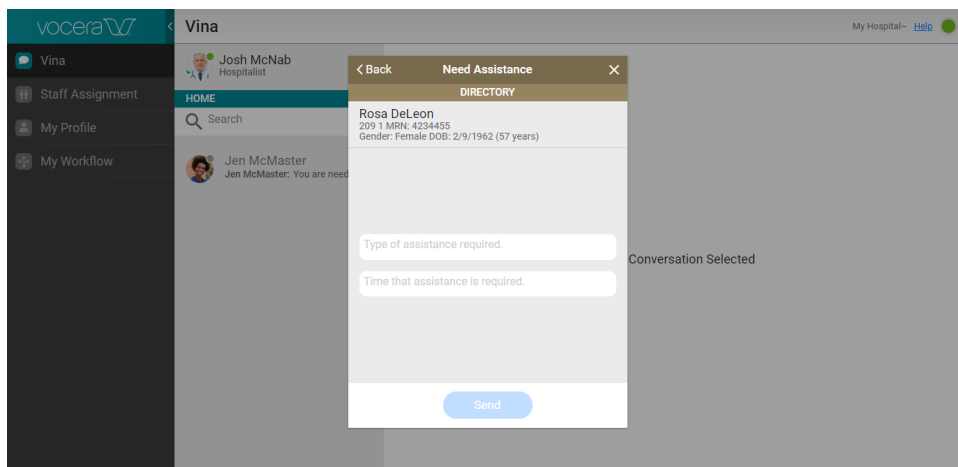 vocera
Vina
My Hospital~ Help
Vina
Staff Assignment
My Profile
My Workflow
Josh McNab
Hospitalist
HOME
Search
Jen McMaster
Jen McMaster: You are need
Back
Need Assistance
DIRECTORY
Rosa DeLeon
209 1 MRN: 4234455
Gender: Female DOB: 2/9/1962 (57 years)
Type of assistance required.
Time that assistance is required.
Send
Conversation Selected